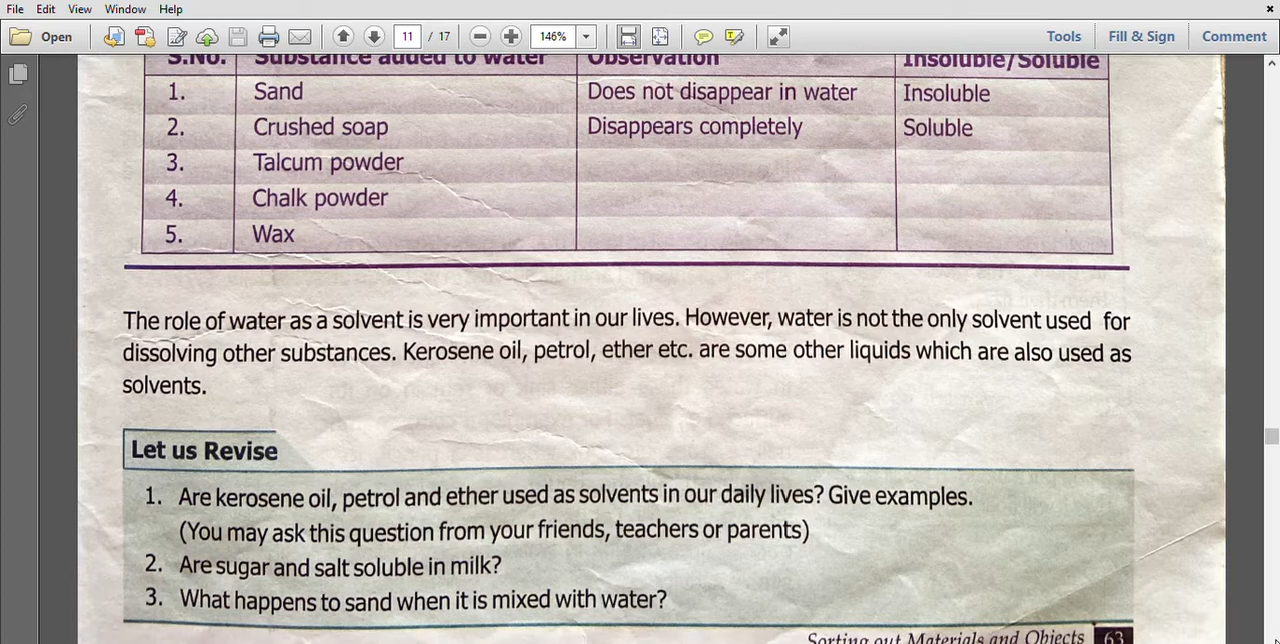 File Edit View Window Help
Open 11 / 17 146% Tools Fill & Sign Comment
S.No. Substance added to water Observation Insoluble/Soluble
1. Sand Does not disappear in water Insoluble
2. Crushed soap Disappears completely Soluble
3. Talcum powder
4. Chalk powder
5. Wax
The role of water as a solvent is very important in our lives. However, water is not the only solvent used for
dissolving other substances. Kerosene oil, petrol, ether etc. are some other liquids which are also used as
solvents.
Let us Revise
1. Are kerosene oil, petrol and ether used as solvents in our daily lives? Give examples.
(You may ask this question from your friends, teachers or parents)
2. Are sugar and salt soluble in milk?
3. What happens to sand when it is mixed with water?
Sorting out Materials and Objects 63